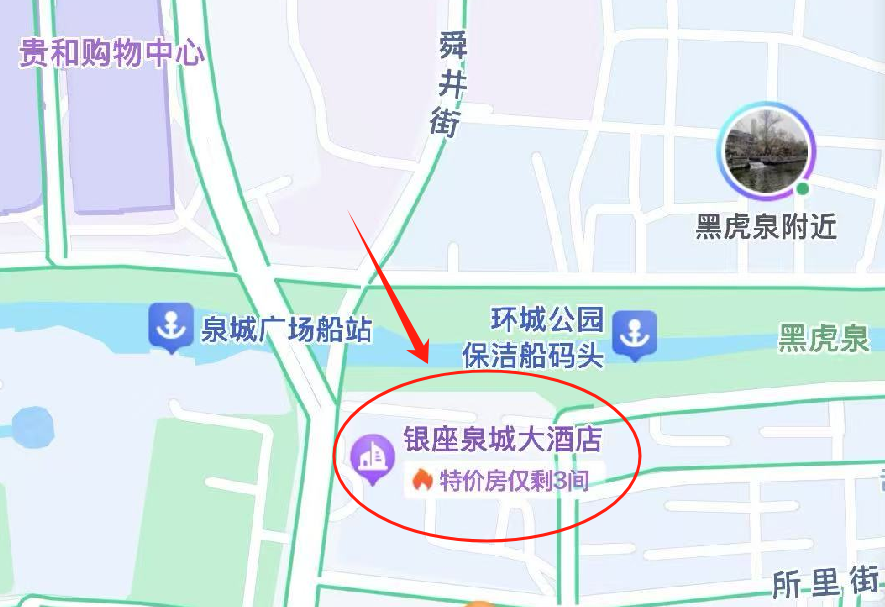 贵和购物中心
舜井街
黑虎泉附近
泉城广场船站
环城公园
保洁船码头
黑虎泉
银座泉城大酒店
特价房仅剩3间
所里街